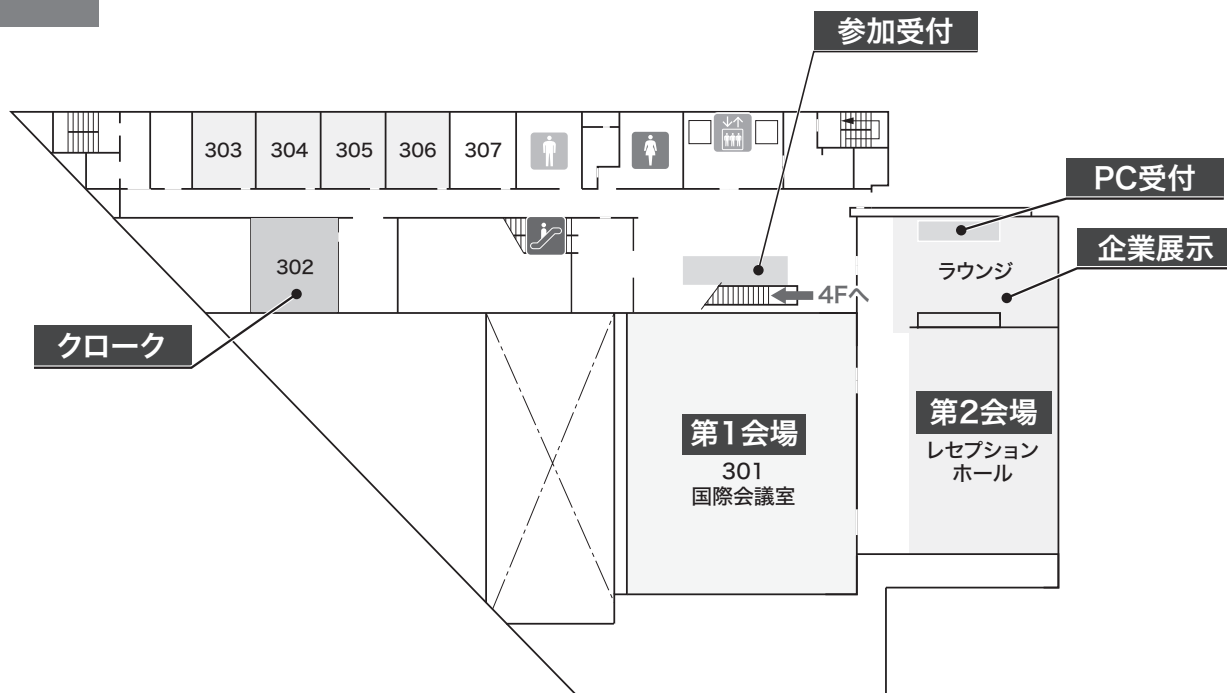 参加受付
303
304
305
306
307
PC受付
企業展示
302
ラウンジ
4Fへ
クローク
第1会場
301
国際会議室
第2会場
レセプション
ホール